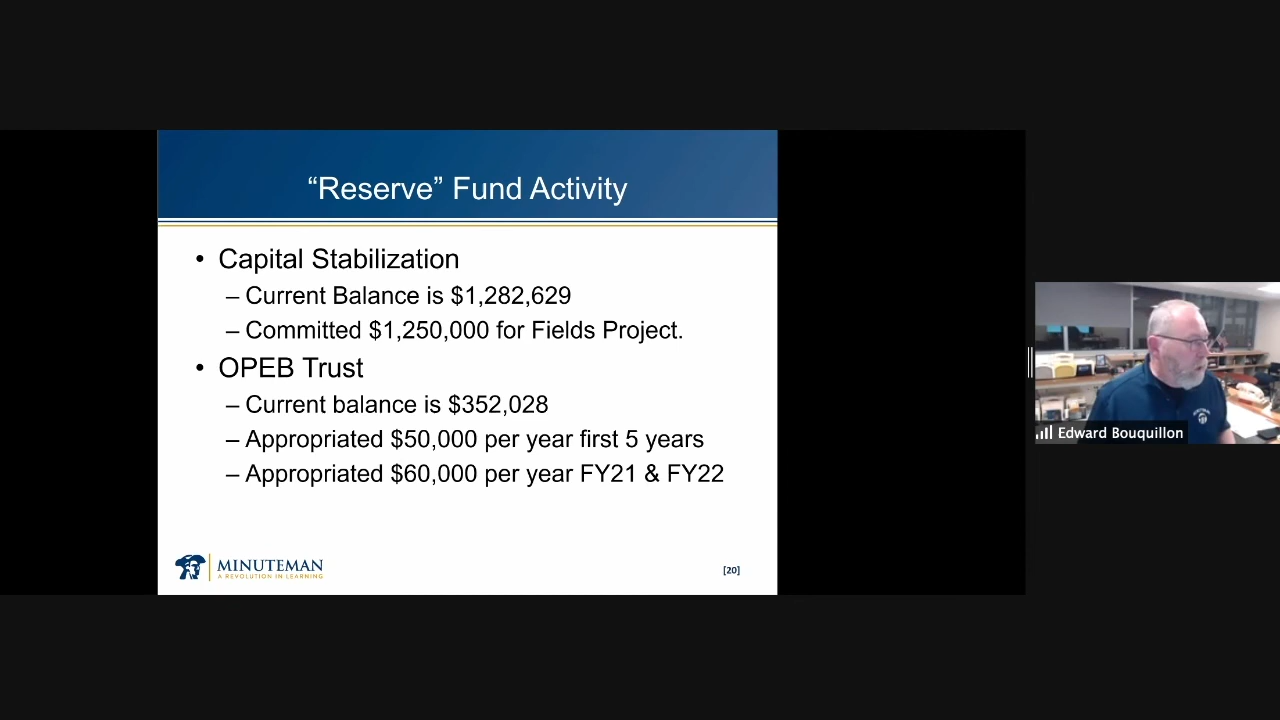 “Reserve” Fund Activity
• Capital Stabilization
– Current Balance is $1,282,629
– Committed $1,250,000 for Fields Project.
• OPEB Trust
– Current balance is $352,028
– Appropriated $50,000 per year first 5 years
– Appropriated $60,000 per year FY21 & FY22
MINUTEMAN
A REVOLUTION IN LEARNING
[20]
Edward Bouquillon